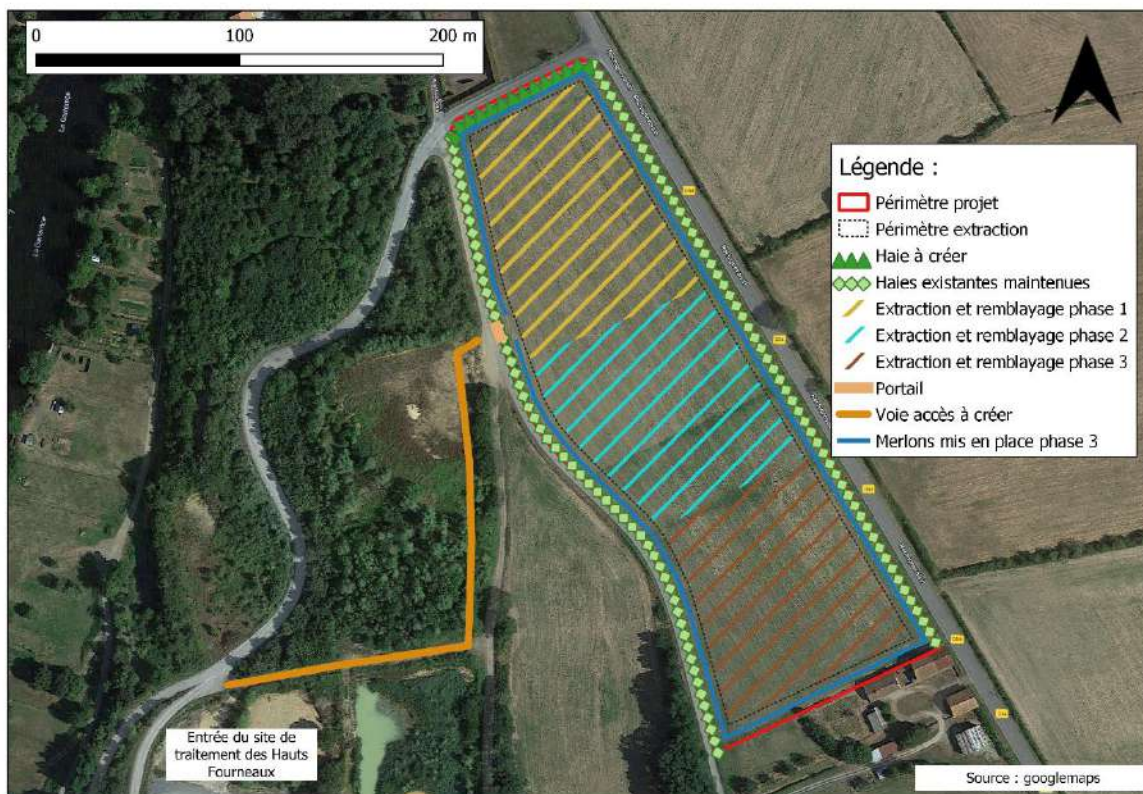 0 100 200 m
Légende :
Périmètre projet
Périmètre extraction
Haie à créer
Haies existantes maintenues
Extraction et remblayage phase 1
Extraction et remblayage phase 2
Extraction et remblayage phase 3
Portail
Voie accès à créer
Merlons mis en place phase 3
Entrée du site de
traitement des Hauts
Fourneaux
Source : googlemaps